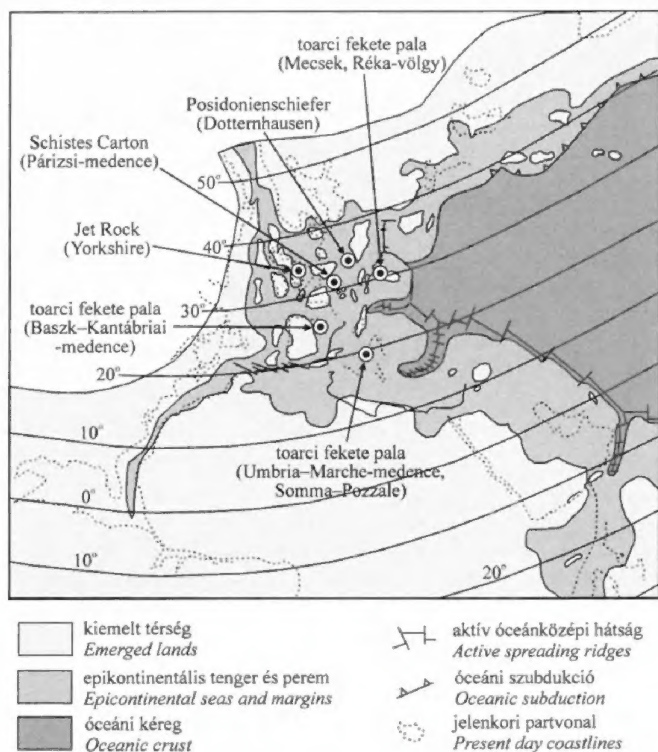 toarci fekete pala
(Mecsek, Réka-völgy)
Posidonienschiefer
(Dotternhausen)
Schistes Carton
(Párizsi-medence)
50°
Jet Rock
(Yorkshire)
40°
toarci fekete pala
(Baszk–Kantábriai
-medence)
30°
20°
10°
toarci fekete pala
(Umbria–Marche-medence,
Somma–Pozzale)
0°
10°
20°
kiemelt térség
Emerged lands
epikontinentális tenger és perem
Epicontinental seas and margins
óceáni kéreg
Oceanic crust
aktív óceánközépi hátság
Active spreading ridges
óceáni szubdukció
Oceanic subduction
jelenkori partvonal
Present day coastlines